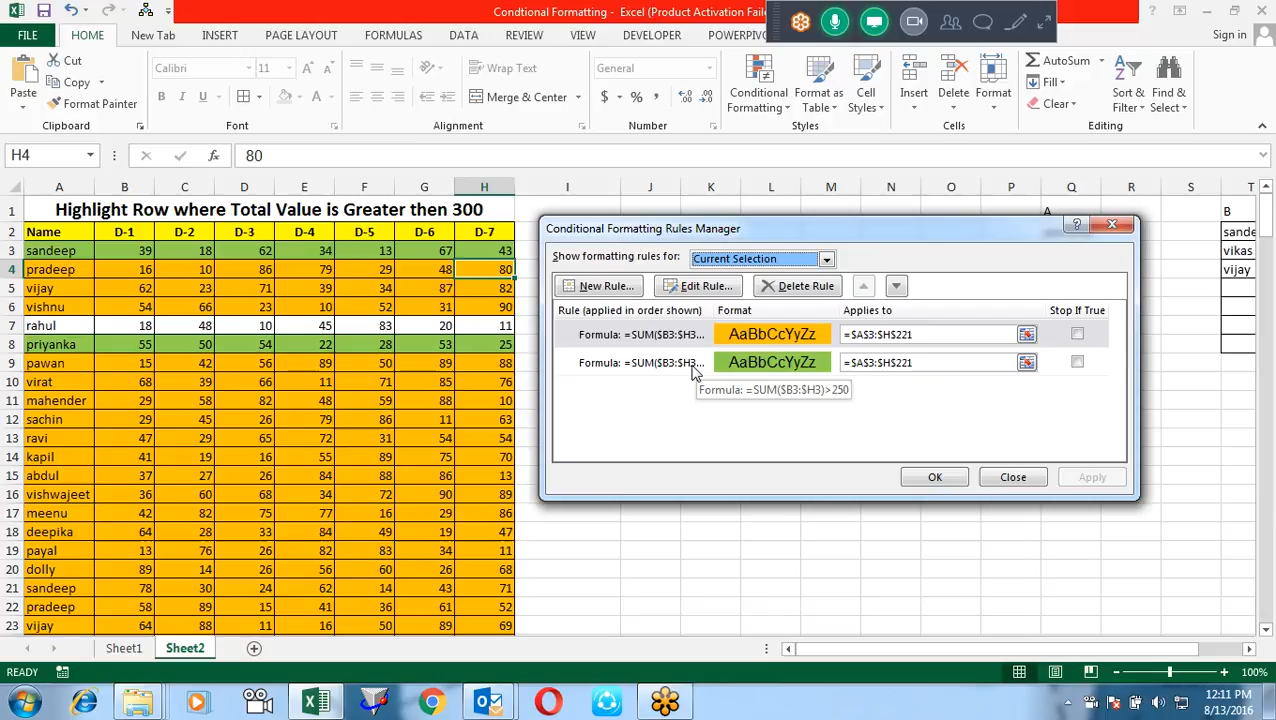 Condtional Formatting - Excel (Product Activation Faile
FILE HOME New Tab INSERT PAGE LAYOUT FORMULAS DATA REVIEW VIEW DEVELOPER POWERPIV Sign in
Cut
Copy
Format Painter
Paste
Clipboard
Calibri 11
B I U
Font
Wrap Text
Merge & Center
Alignment
General
$ % ,
Number
Conditional Formatting
Format as Table
Cell Styles
Styles
Insert Delete Format
Cells
AutoSum
Fill
Clear
Sort & Filter
Find & Select
Editing
H4 fx 80
A B C D E F G H I J K L M N O P Q R S T
1 Highlight Row where Total Value is Greater then 300 A B
2 Name D-1 D-2 D-3 D-4 D-5 D-6 D-7 sande
3 sandeep 39 18 62 34 13 67 43 vikas
4 pradeep 16 10 86 79 29 48 80 vijay
5 vijay 62 23 71 39 34 87 82
6 vishnu 54 66 23 10 52 31 90
7 rahul 18 48 10 45 83 20 11
8 priyanka 55 50 54 22 28 53 25
9 pawan 15 42 56 89 50 89 88
10 virat 68 39 66 11 71 85 76
11 mahender 29 58 82 48 59 88 10
12 sachin 29 45 26 79 86 11 63
13 ravi 47 29 65 72 31 54 54
14 kapil 41 19 16 55 89 75 70
15 abdul 37 27 26 84 88 86 13
16 vishwajeet 36 60 68 34 72 90 89
17 meenu 42 82 75 77 16 29 86
18 deepika 64 28 33 84 49 19 47
19 payal 13 76 26 82 83 34 11
20 dolly 89 14 26 56 60 26 68
21 sandeep 78 30 24 62 14 43 71
22 pradeep 58 89 15 41 36 61 52
23 vijay 64 88 11 16 50 89 69
Conditional Formatting Rules Manager
Show formatting rules for: Current Selection
New Rule... Edit Rule... Delete Rule
Rule (applied in order shown) Format Applies to Stop If True
Formula: =SUM($B3:$H3... AaBbCcYyZz =$A$3:$H$221
Formula: =SUM($B3:$H3... AaBbCcYyZz =$A$3:$H$221
Formula: =SUM($B3:$H3)>250
OK Close Apply
Sheet1 Sheet2
READY 100%
12:11 PM
8/13/2016